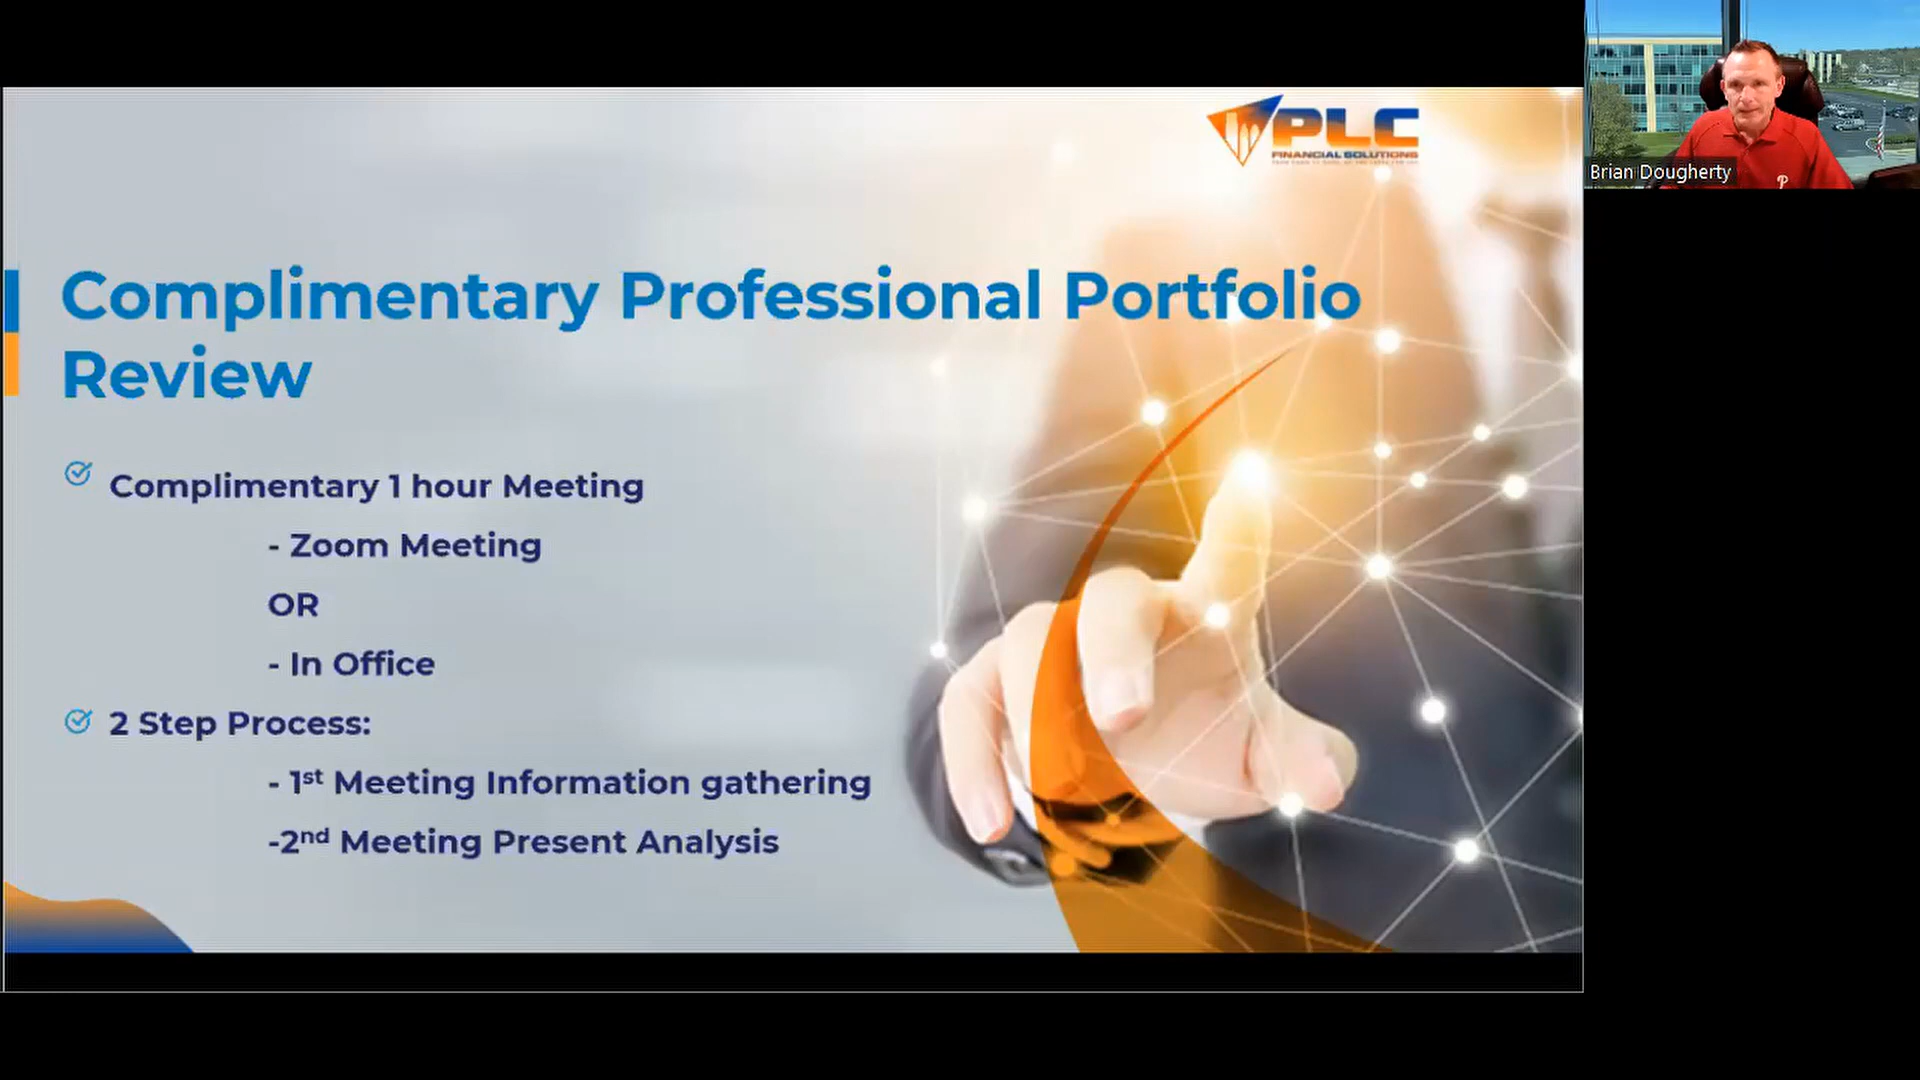 PLC
FINANCIAL SOLUTIONS
Brian Dougherty
P
Complimentary Professional Portfolio
Review
Complimentary 1 hour Meeting
- Zoom Meeting
OR
- In Office
2 Step Process:
- 1st Meeting Information gathering
-2nd Meeting Present Analysis